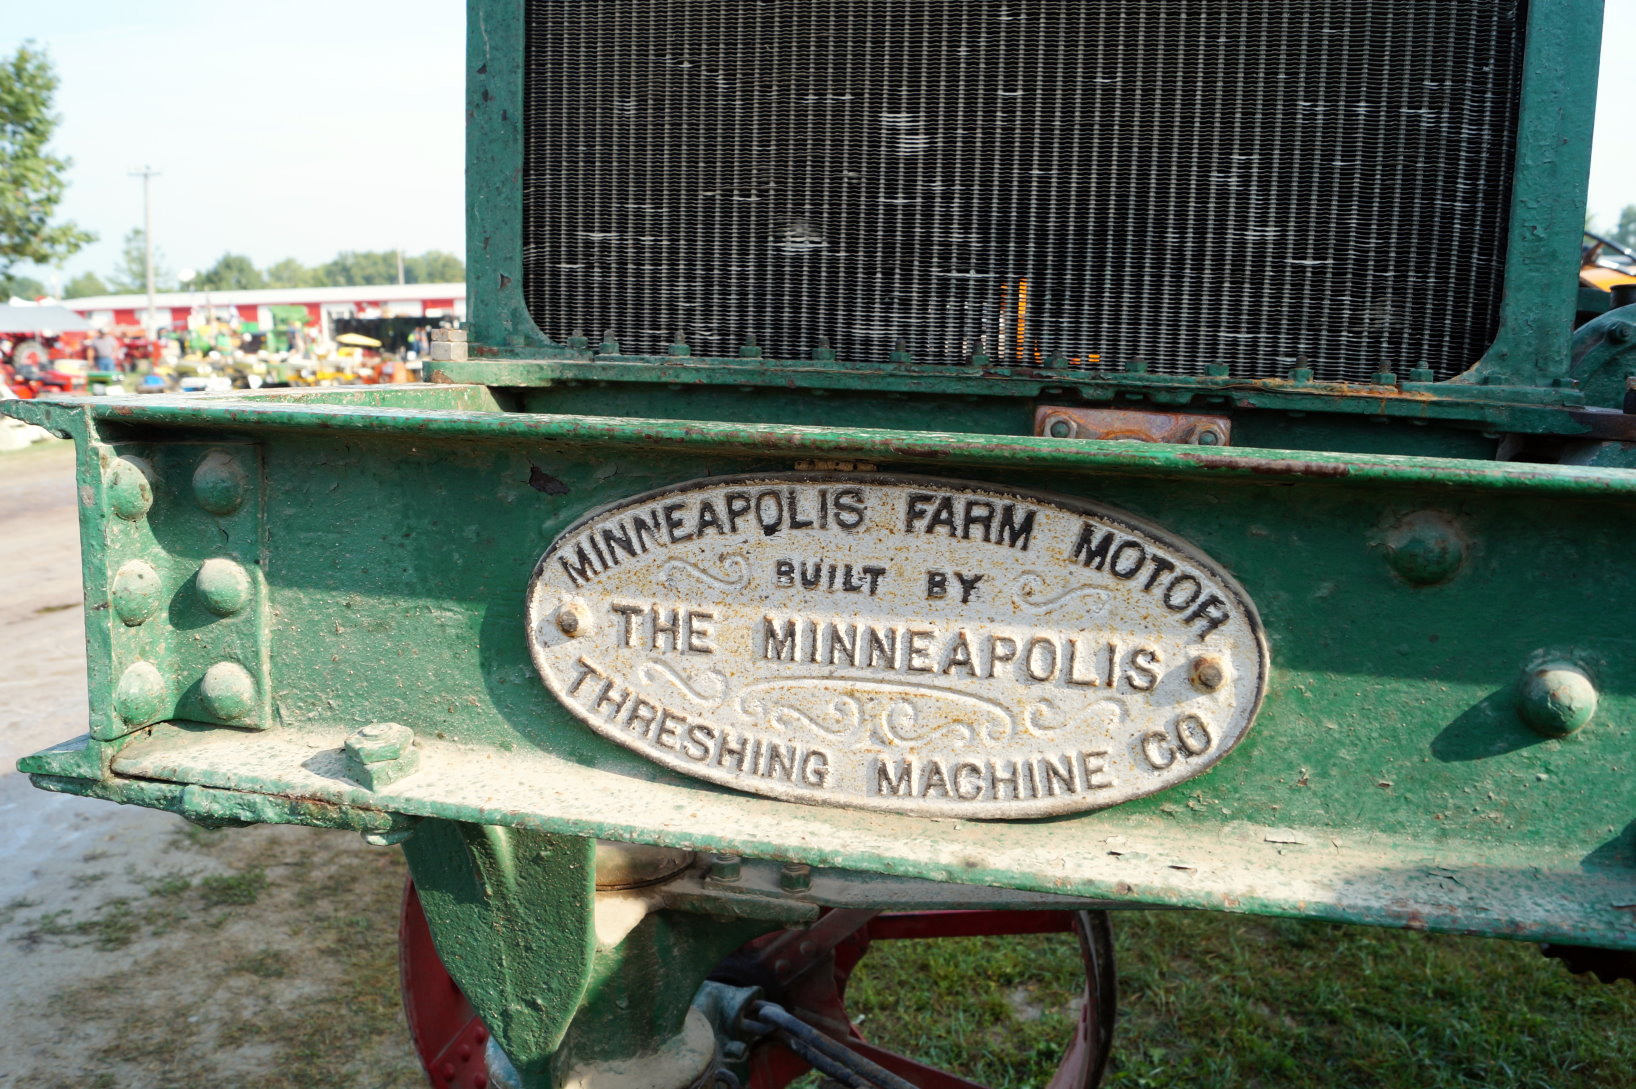 MINNEAPOLIS FARM MOTOR
BUILT BY
THE MINNEAPOLIS
THRESHING MACHINE CO